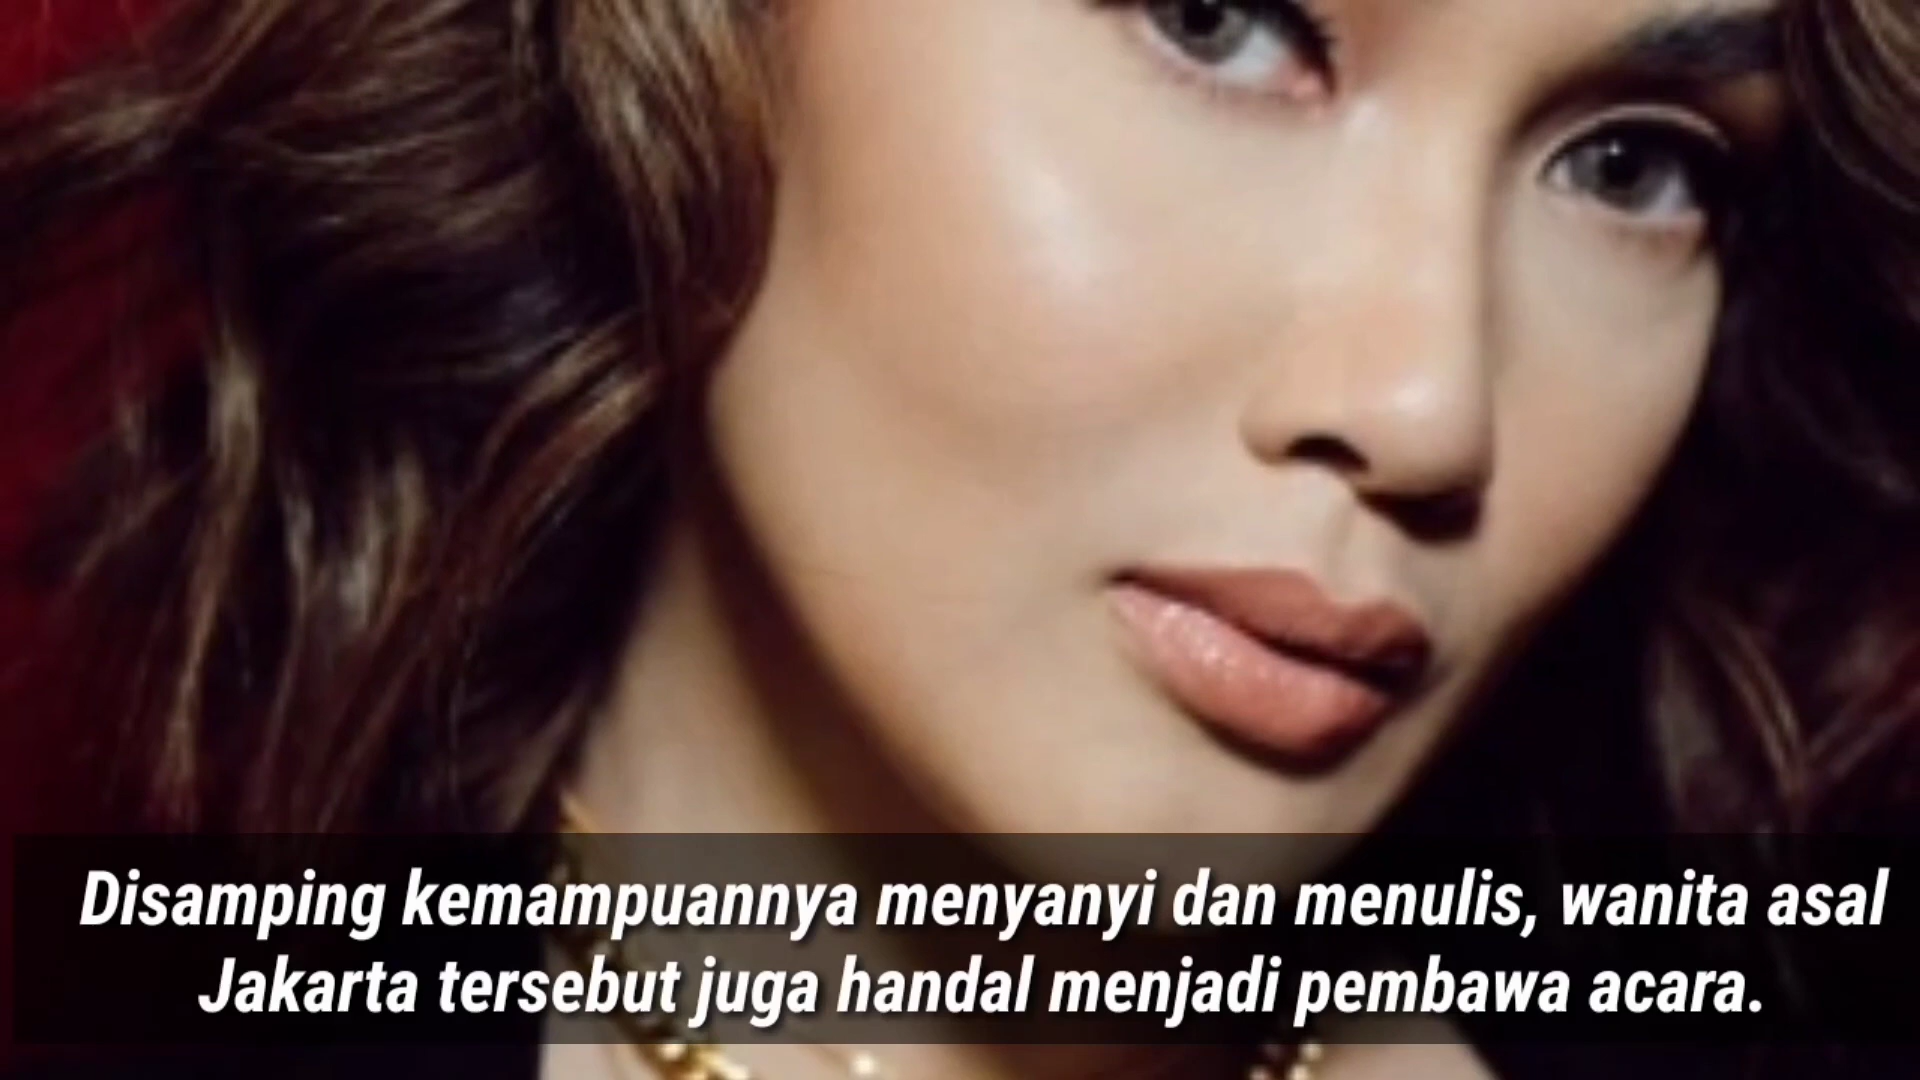 Disamping kemampuannya menyanyi dan menulis, wanita asal
Jakarta tersebut juga handal menjadi pembawa acara.